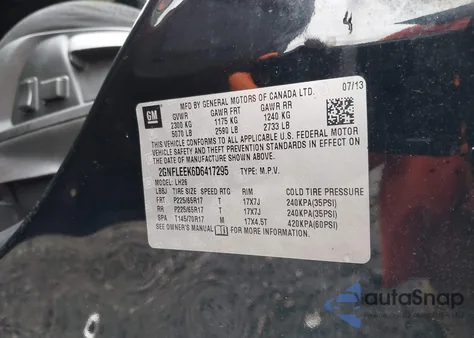 4
GM
MFD BY GENERAL MOTORS OF CANADA LTD. 07/13
GVWR GAWR FRT GAWR RR
2300 KG 1175 KG 1240 KG
5070 LB 2590 LB 2733 LB
THIS VEHICLE CONFORMS TO ALL APPLICABLE U.S. FEDERAL MOTOR
VEHICLE SAFETY AND THEFT PREVENTION STANDARDS IN EFFECT ON
THE DATE OF MANUFACTURE SHOWN ABOVE.
2GNFLEEK6D6417295 TYPE: M.P.V.
MODEL: LH26
LBBJ TIRE SIZE SPEED RTG RIM COLD TIRE PRESSURE
FRT P225/65R17 T 17X7J 240KPA(35PSI)
RR P225/65R17 T 17X7J 240KPA(35PSI)
SPA T145/70R17 M 17X4.5T 420KPA(60PSI)
SEE OWNER'S MANUAL FOR MORE INFORMATION.
autoSnap